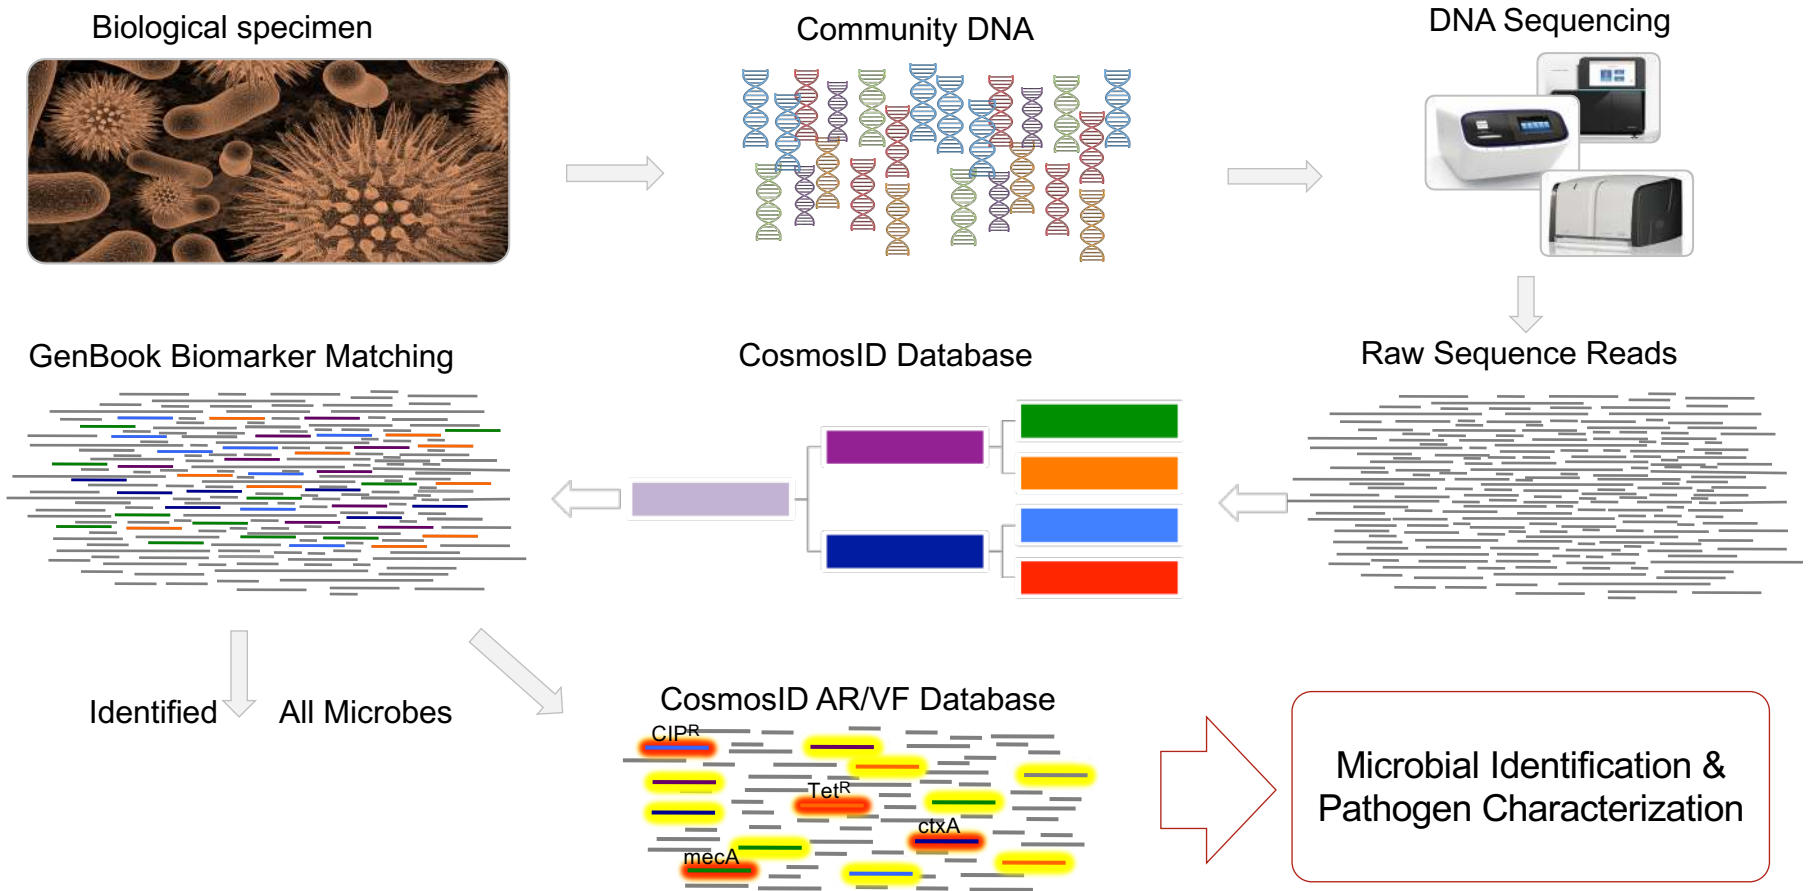 Biological specimen
Community DNA
DNA Sequencing
GenBook Biomarker Matching
CosmosID Database
Raw Sequence Reads
Identified
All Microbes
CosmosID AR/VF Database
CIPᴿ
Tetᴿ
ctxA
mecA
Microbial Identification &
Pathogen Characterization